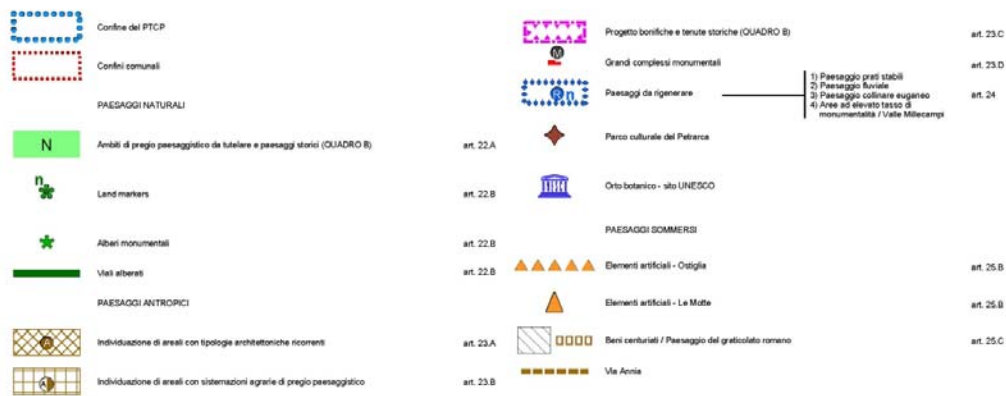 Confine del PTCP
Confini comunali
PAESAGGI NATURALI
N
Ambiti di pregio paesaggistico da tutelare e paesaggi storici (QUADRO B) art. 22.A
n
Land markers art. 22.B
Alberi monumentali art. 22.B
Viali alberati art. 22.B
PAESAGGI ANTROPICI
A
Individuazione di areali con tipologie architettoniche ricorrenti art. 23.A
A
Individuazione di areali con sistemazioni agrarie di pregio paesaggistico art. 23.B
Progetto bonifiche e tenute storiche (QUADRO B) art. 23.C
M
Grandi complessi monumentali art. 23.D
R n
Paesaggi da rigenerare
1) Paesaggio prati stabili
2) Paesaggio fluviale
3) Paesaggio collinare euganeo
4) Aree ad elevato tasso di
monumentalità / Valle Millecampi
art. 24
Parco culturale del Petrarca
Orto botanico - sito UNESCO
PAESAGGI SOMMERSI
Elementi artificiali - Ostiglia art. 25.B
Elementi artificiali - Le Motte art. 25.B
Beni centuriati / Paesaggio del graticolato romano art. 25.C
Via Annia